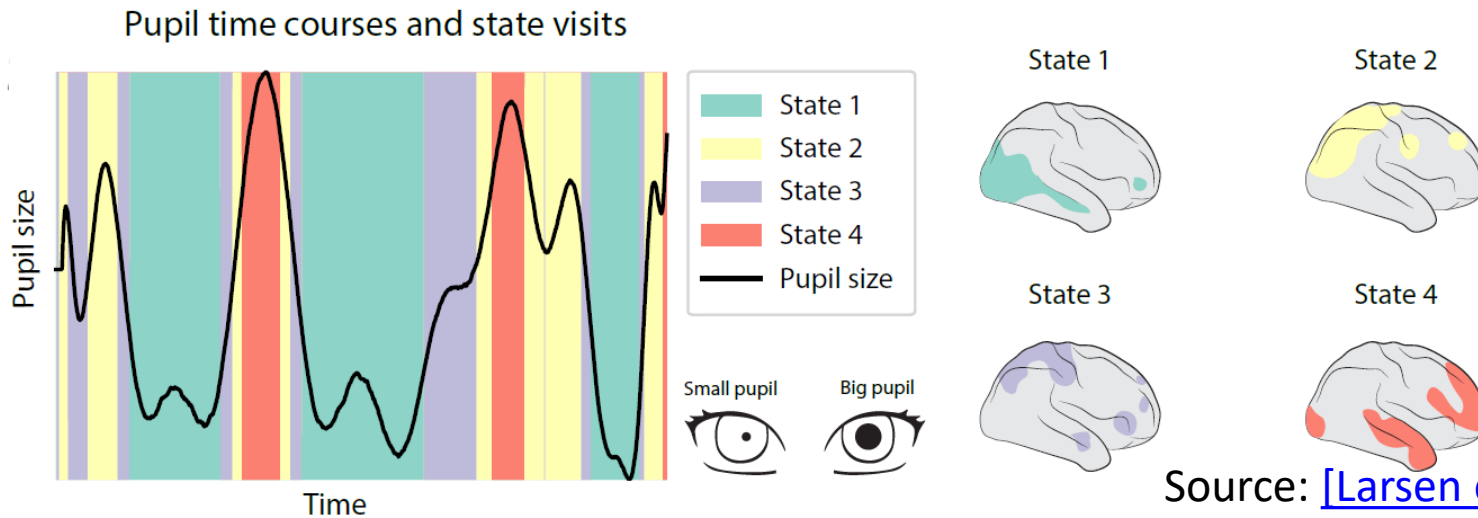 Pupil time courses and state visits
Pupil size
Time
State 1
State 2
State 3
State 4
Pupil size
Small pupil
Big pupil
State 1
State 2
State 3
State 4
Source: [Larsen